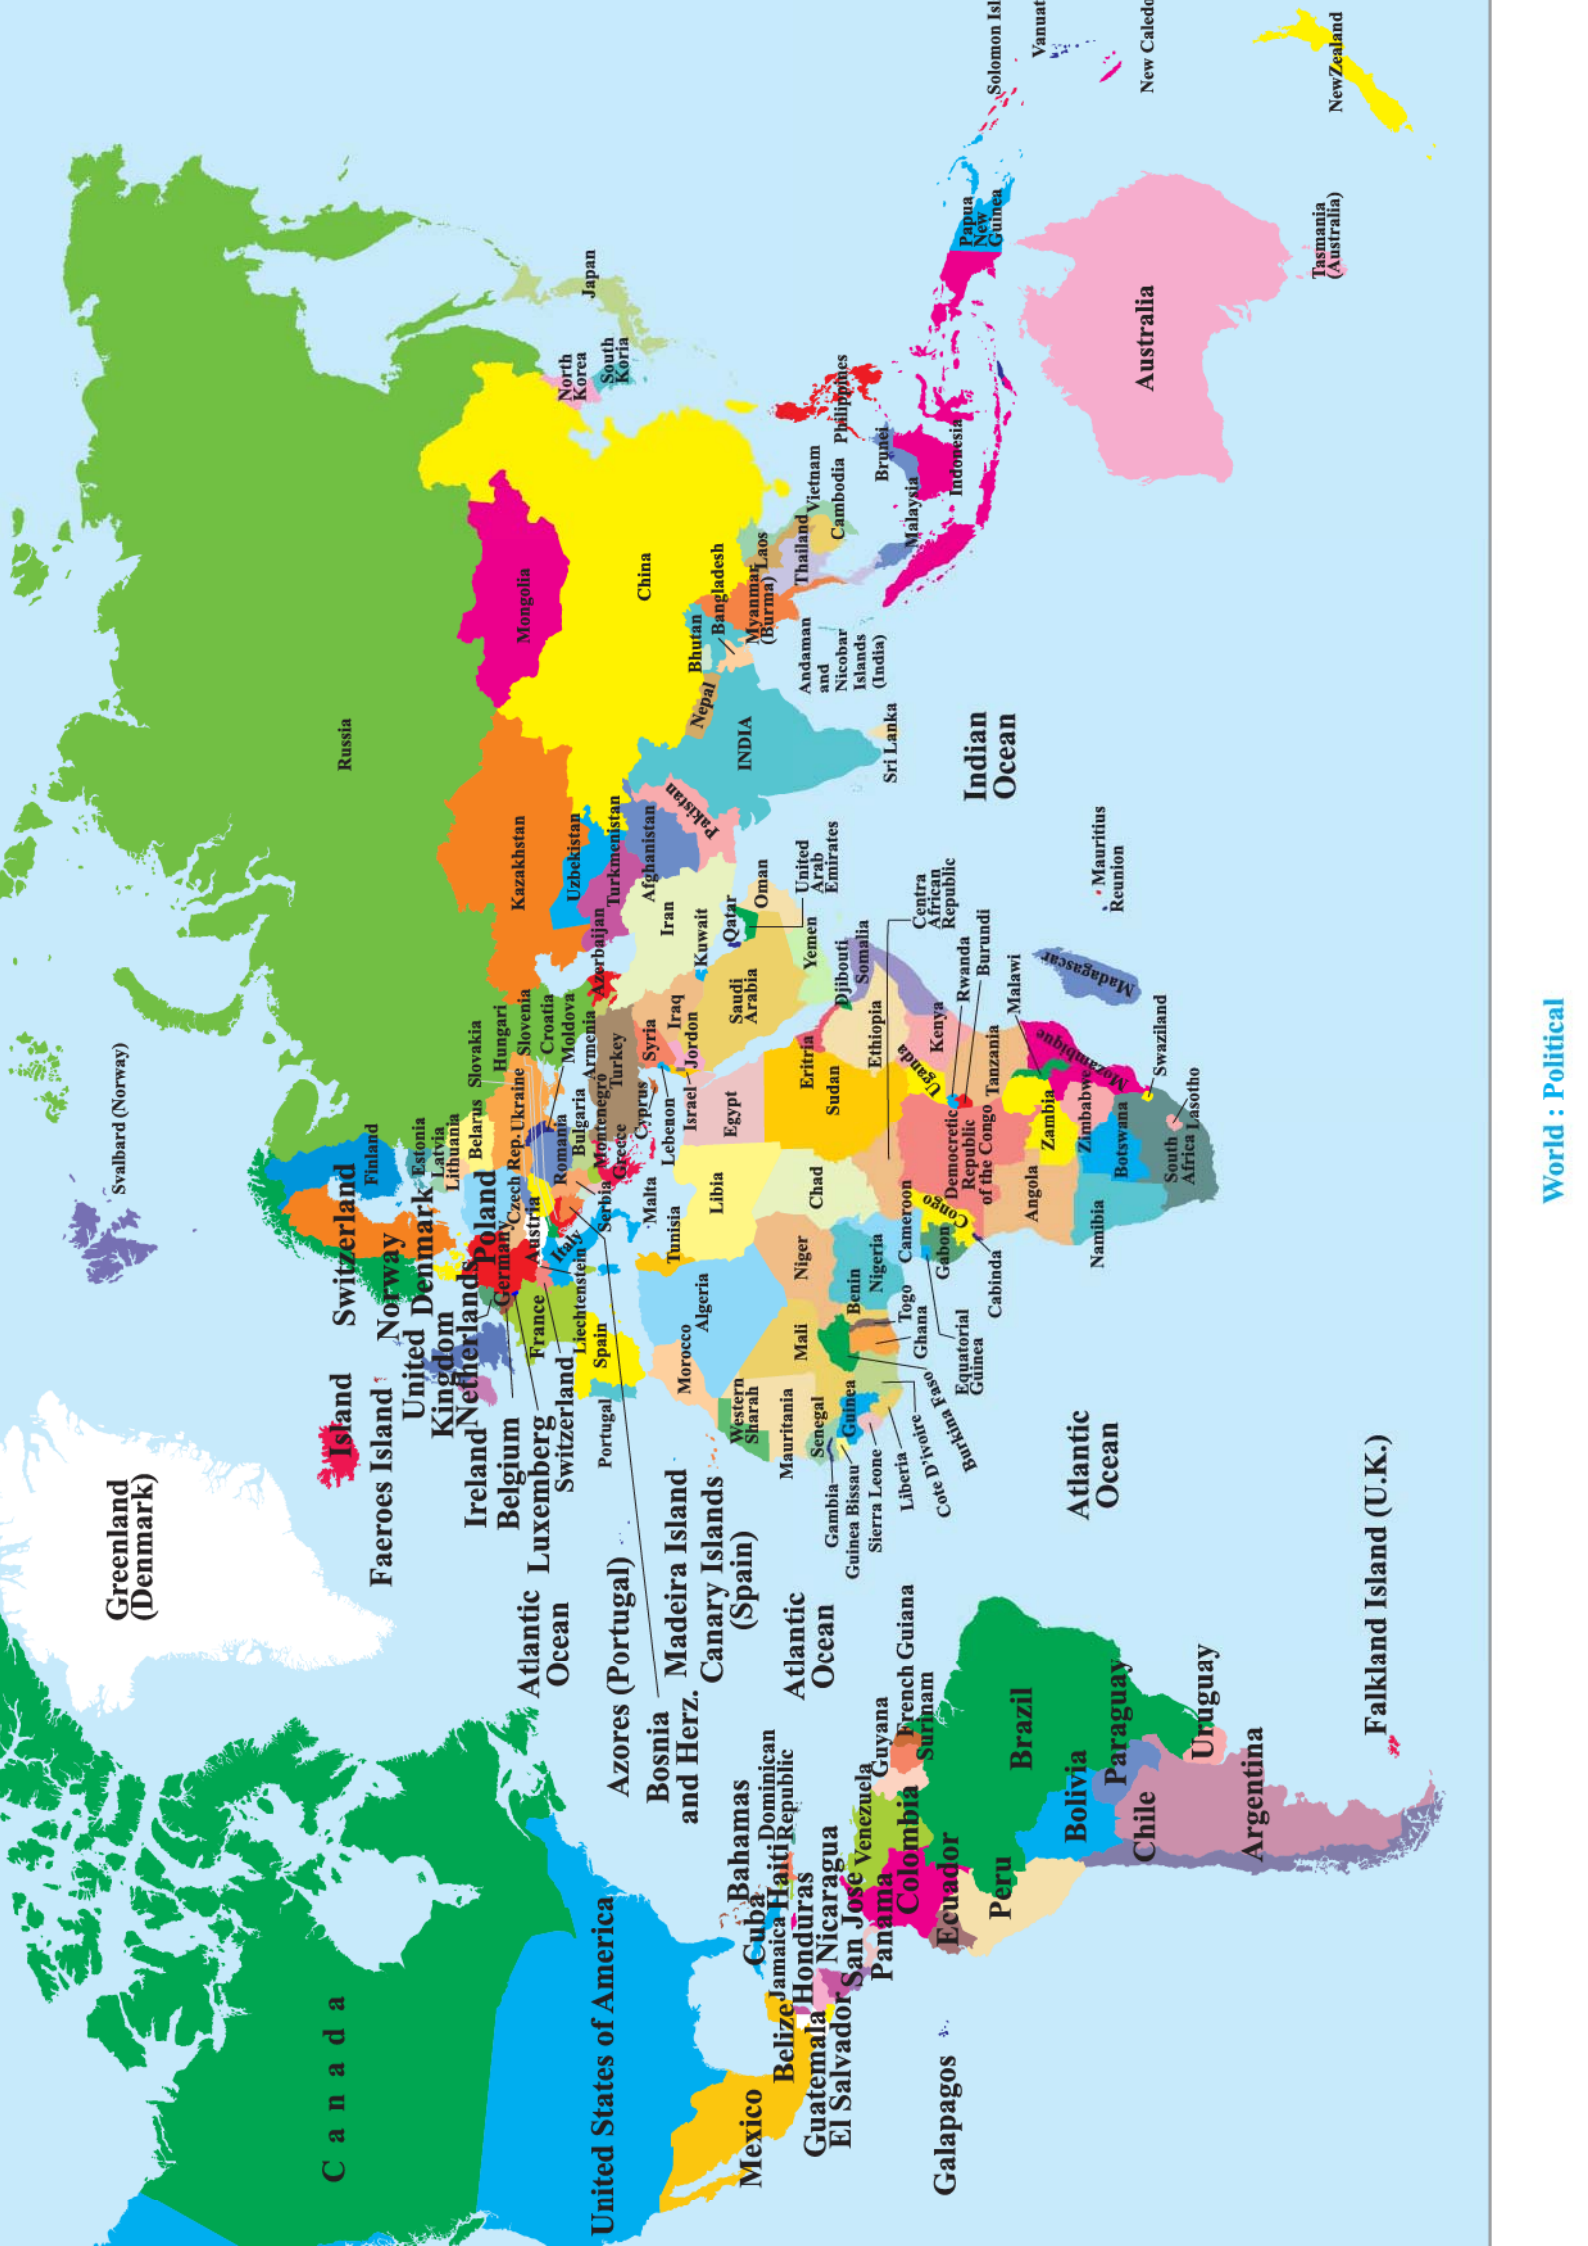 Greenland
(Denmark)
Svalbard (Norway)
Russia
C a n a d a
United States of America
Mexico
Island
Faeroes Island
Switzerland
Norway
Finland
United
Kingdom
Denmark
Netherlands
Poland
Estonia
Latvia
Lithuania
Belarus
Ireland
Belgium
Luxemberg
Switzerland
Germany
France
Czech Rep.
Ukraine
Austria
Slovakia
Hungari
Slovenia
Croatia
Moldova
Romania
Bulgaria
Montenegro
Serbia
Greece
Italy
Liechtenstein
Spain
Portugal
Malta
Armenia
Azerbaijan
Turkey
Cyprus
Syria
Lebenon
Israel
Jordon
Iraq
Iran
Kuwait
Qatar
Saudi
Arabia
Oman
United
Arab
Emirates
Yemen
Kazakhstan
Uzbekistan
Turkmenistan
Afghanistan
Pakistan
Mongolia
China
North
Korea
South
Koria
Japan
Nepal
Bhutan
Bangladesh
INDIA
Sri Lanka
Myanmar
(Burma)
Laos
Thailand
Vietnam
Cambodia
Andaman
and
Nicobar
Islands
(India)
Philippines
Brunei
Malaysia
Indonesia
Papua
New
Guinea
Solomon Isl
Vanuat
New Caledo
Australia
Tasmania
(Australia)
NewZealand
Indian
Ocean
Atlantic
Ocean
Azores (Portugal)
Bosnia
and Herz.
Madeira Island
Canary Islands
(Spain)
Atlantic
Ocean
Atlantic
Ocean
Morocco
Algeria
Tunisia
Libia
Egypt
Western
Sharah
Mauritania
Mali
Niger
Chad
Sudan
Eritria
Djibouti
Somalia
Ethiopia
Senegal
Gambia
Guinea Bissau
Guinea
Sierra Leone
Liberia
Cote D'ivoire
Burkina Faso
Ghana
Togo
Benin
Nigeria
Cameroon
Equatorial
Guinea
Gabon
Congo
Cabinda
Centra
African
Republic
Democretic
Republic
of the Congo
Uganda
Kenya
Rwanda
Burundi
Tanzania
Malawi
Angola
Zambia
Mozambique
Zimbabwe
Namibia
Botswana
South
Africa
Lasotho
Swaziland
Madagascar
Mauritius
Reunion
Bahamas
Cuba
Jamaica
Haiti
Dominican
Republic
Belize
Honduras
Guatemala
El Salvador
Nicaragua
San Jose
Panama
Venezuela
Guyana
Surinam
French Guiana
Colombia
Ecuador
Galapagos
Peru
Brazil
Bolivia
Paraguay
Chile
Uruguay
Argentina
Falkland Island (U.K.)
World : Political